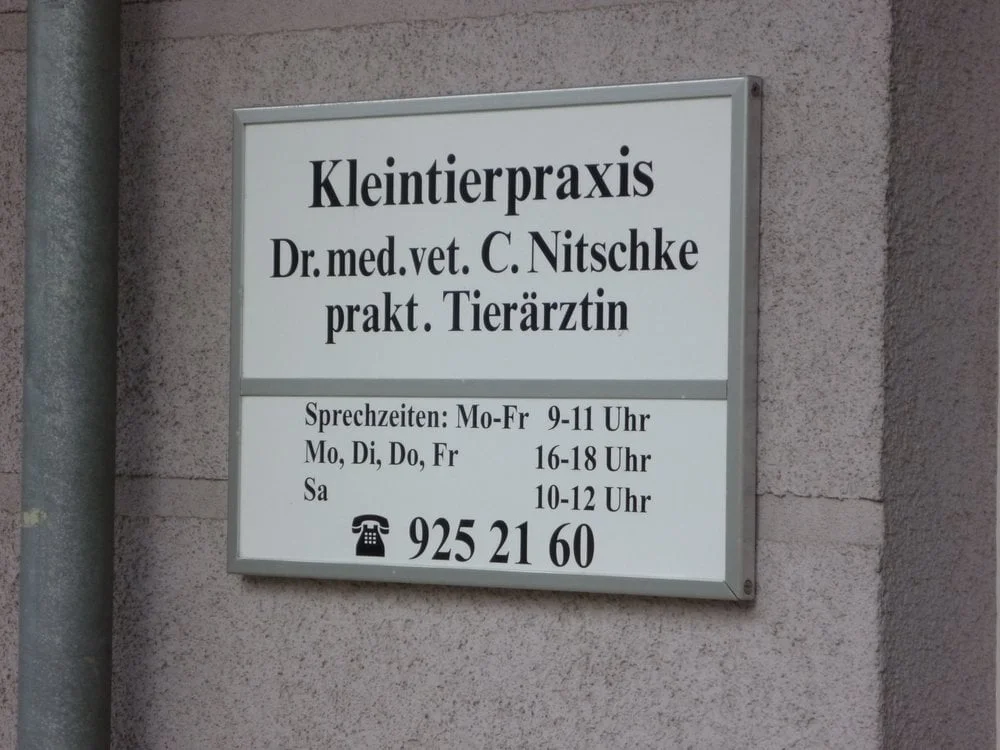 Kleintierpraxis
Dr. med. vet. C. Nitschke
prakt. Tierärztin
Sprechzeiten: Mo-Fr 9-11 Uhr
Mo, Di, Do, Fr 16-18 Uhr
Sa 10-12 Uhr
☎ 925 21 60